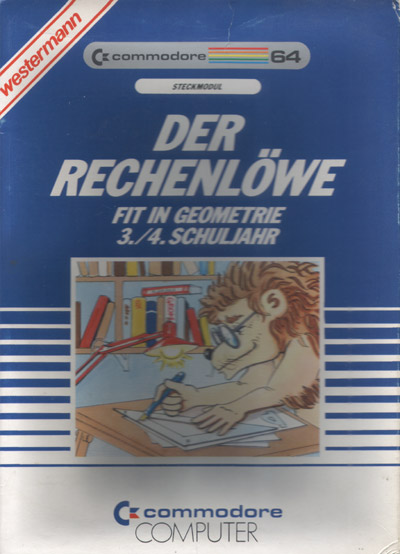 westermann
commodore 64
STECKMODUL
DER
RECHENLÖWE
FIT IN GEOMETRIE
3./4. SCHULJAHR
commodore
COMPUTER